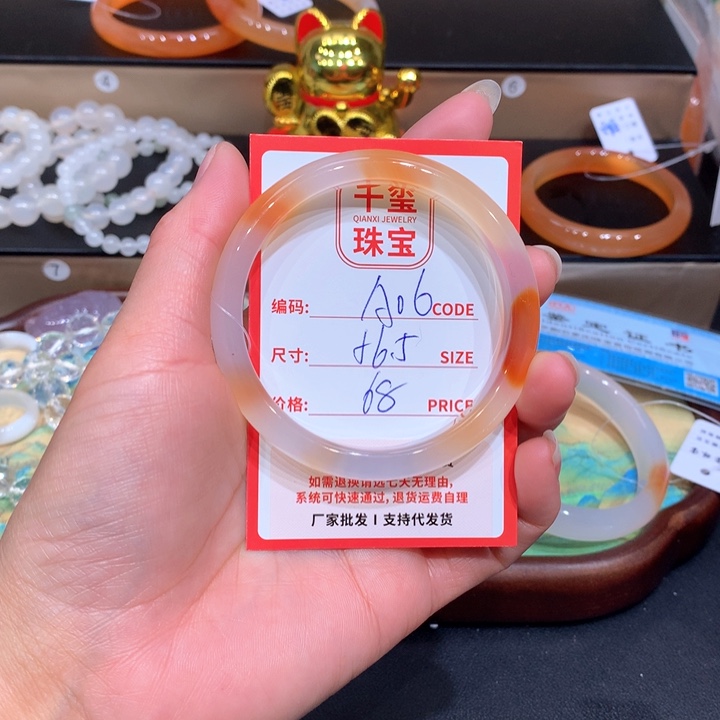 千玺
QIANXI JEWELRY
珠宝
编码: A06 CODE
尺寸: 56.5 SIZE
价格: 68 PRICE
如需退换请选七天无理由,
系统可快速通过, 退货运费自理
厂家批发 I 支持代发货
6
7